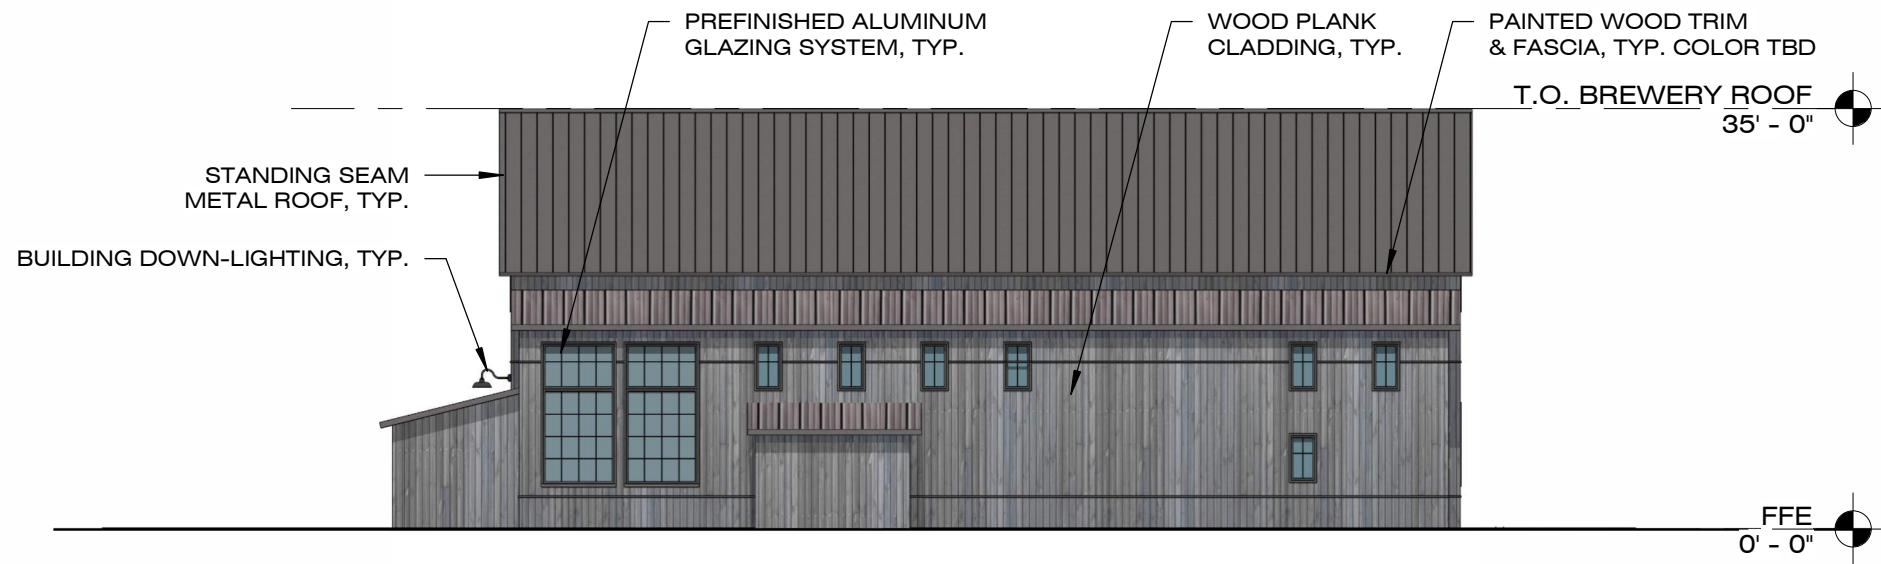 PREFINISHED ALUMINUM
GLAZING SYSTEM, TYP.
WOOD PLANK
CLADDING, TYP.
PAINTED WOOD TRIM
& FASCIA, TYP. COLOR TBD
T.O. BREWERY ROOF
35' - 0"
STANDING SEAM
METAL ROOF, TYP.
BUILDING DOWN-LIGHTING, TYP.
FFE
0' - 0"